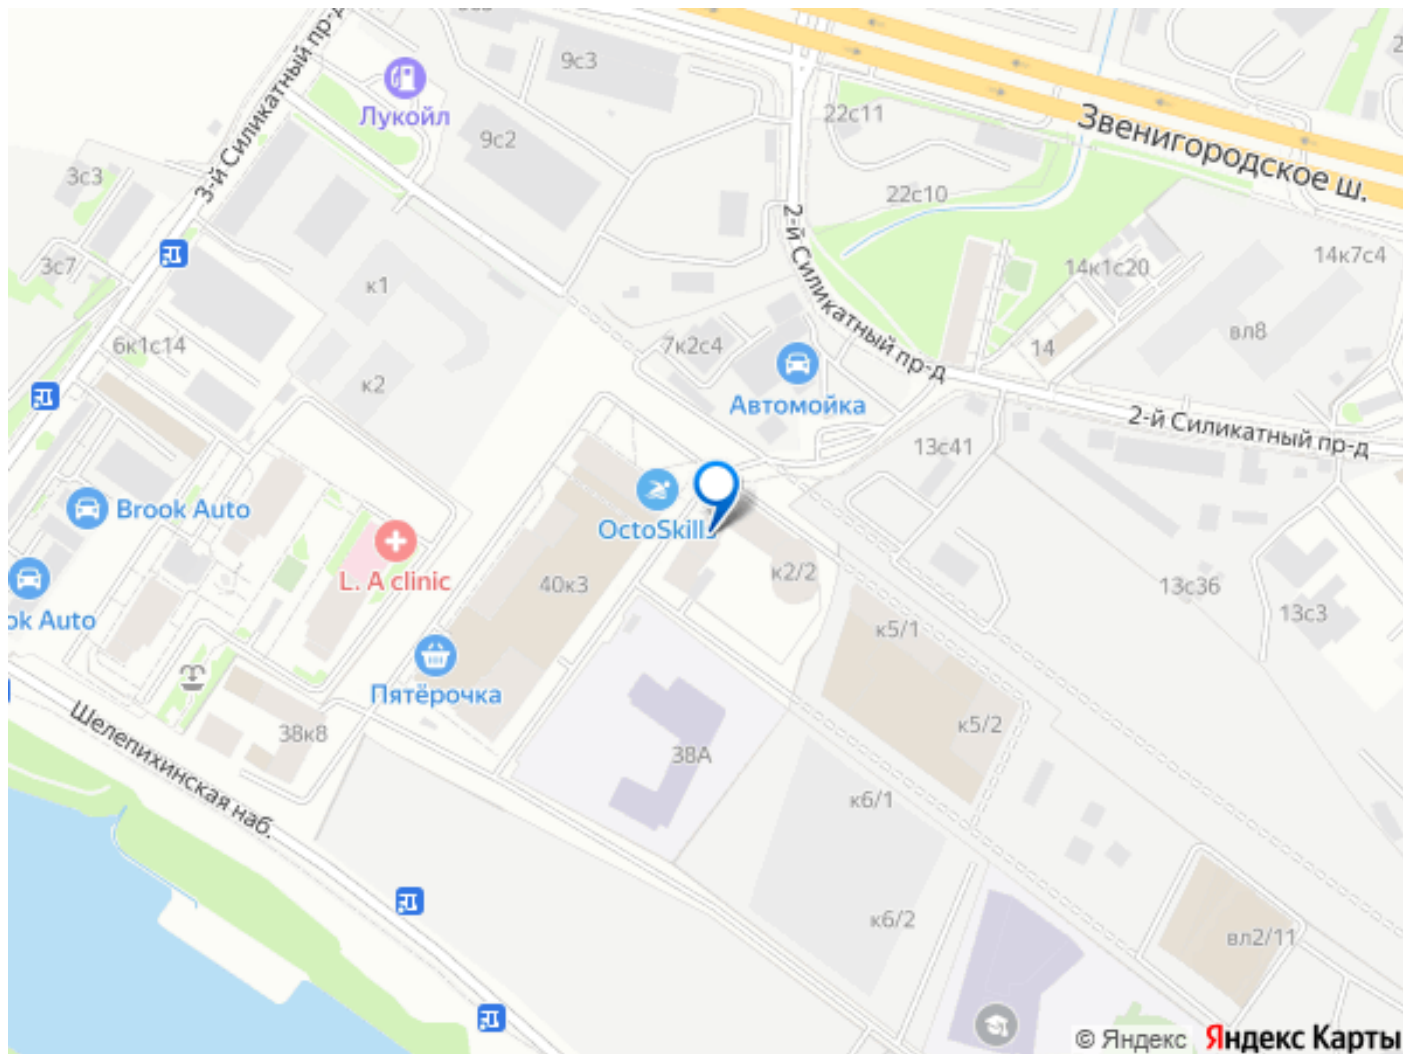 9с3
Лукойл
22с11
Звенигородское ш.
9с2
3-й Силикатный пр-д
3с3
22с10
2-й Силикатный пр-д
3с7
14к1с20
14к7с4
к1
6к1с14
7к2с4
14
вл8
к2
Автомойка
2-й Силикатный пр-д
13с41
Brook Auto
OctoSkills
L. A clinic
40к3
к2/2
13с36
13с3
ok Auto
к5/1
Пятёрочка
к5/2
Шелепихинская наб.
38к8
38А
к6/1
к6/2
вл2/11
© Яндекс Яндекс Карты